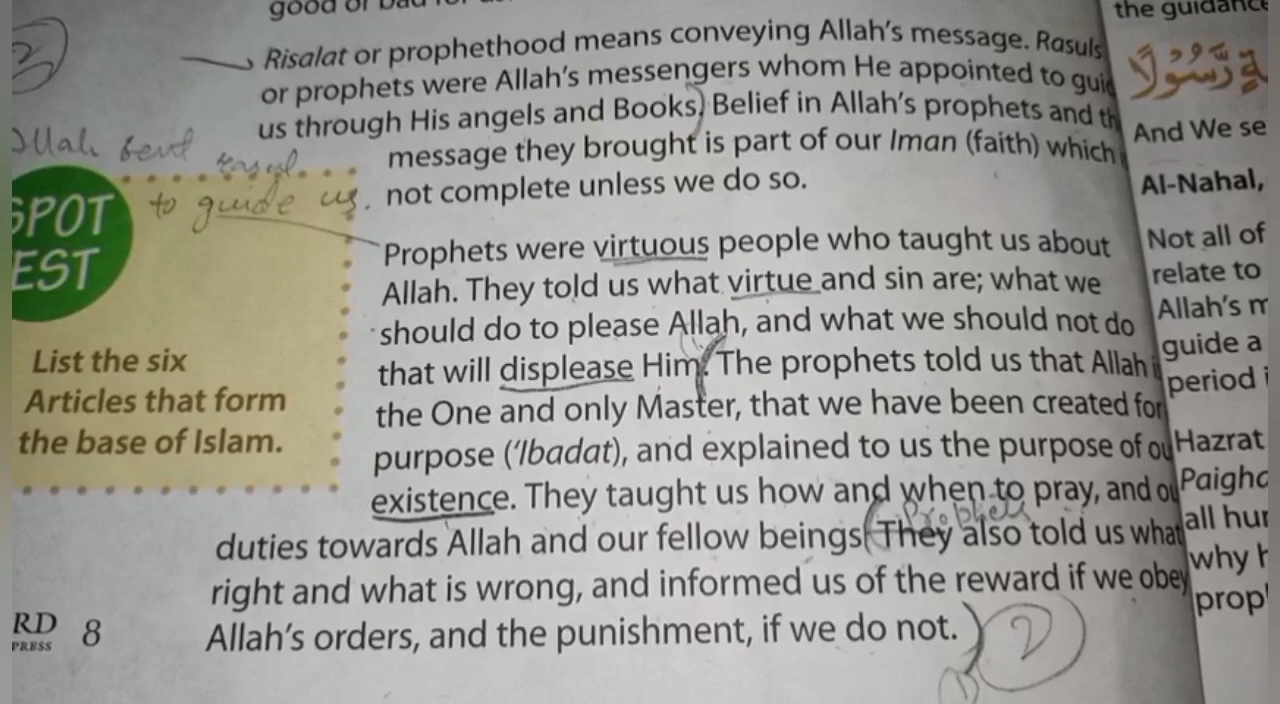 good or bad for us
Risalat or prophethood means conveying Allah's message. Rasuls
or prophets were Allah's messengers whom He appointed to guid
us through His angels and Books. Belief in Allah's prophets and th
message they brought is part of our Iman (faith) which i
not complete unless we do so.
Allah sent rasul
to guide us.
Prophets were virtuous people who taught us about
Allah. They told us what virtue and sin are; what we
should do to please Allah, and what we should not do
that will displease Him. The prophets told us that Allah i
the One and only Master, that we have been created for
purpose ('Ibadat), and explained to us the purpose of ou
existence. They taught us how and when to pray, and ou
Prophets
duties towards Allah and our fellow beings. They also told us what
right and what is wrong, and informed us of the reward if we obey
Allah's orders, and the punishment, if we do not.
2
SPOT
EST
List the six
Articles that form
the base of Islam.
RD
PRESS
8
the guidance
And We se
Al-Nahal,
Not all of
relate to
Allah's m
guide a
period i
Hazrat
Paigha
all hur
why h
prop